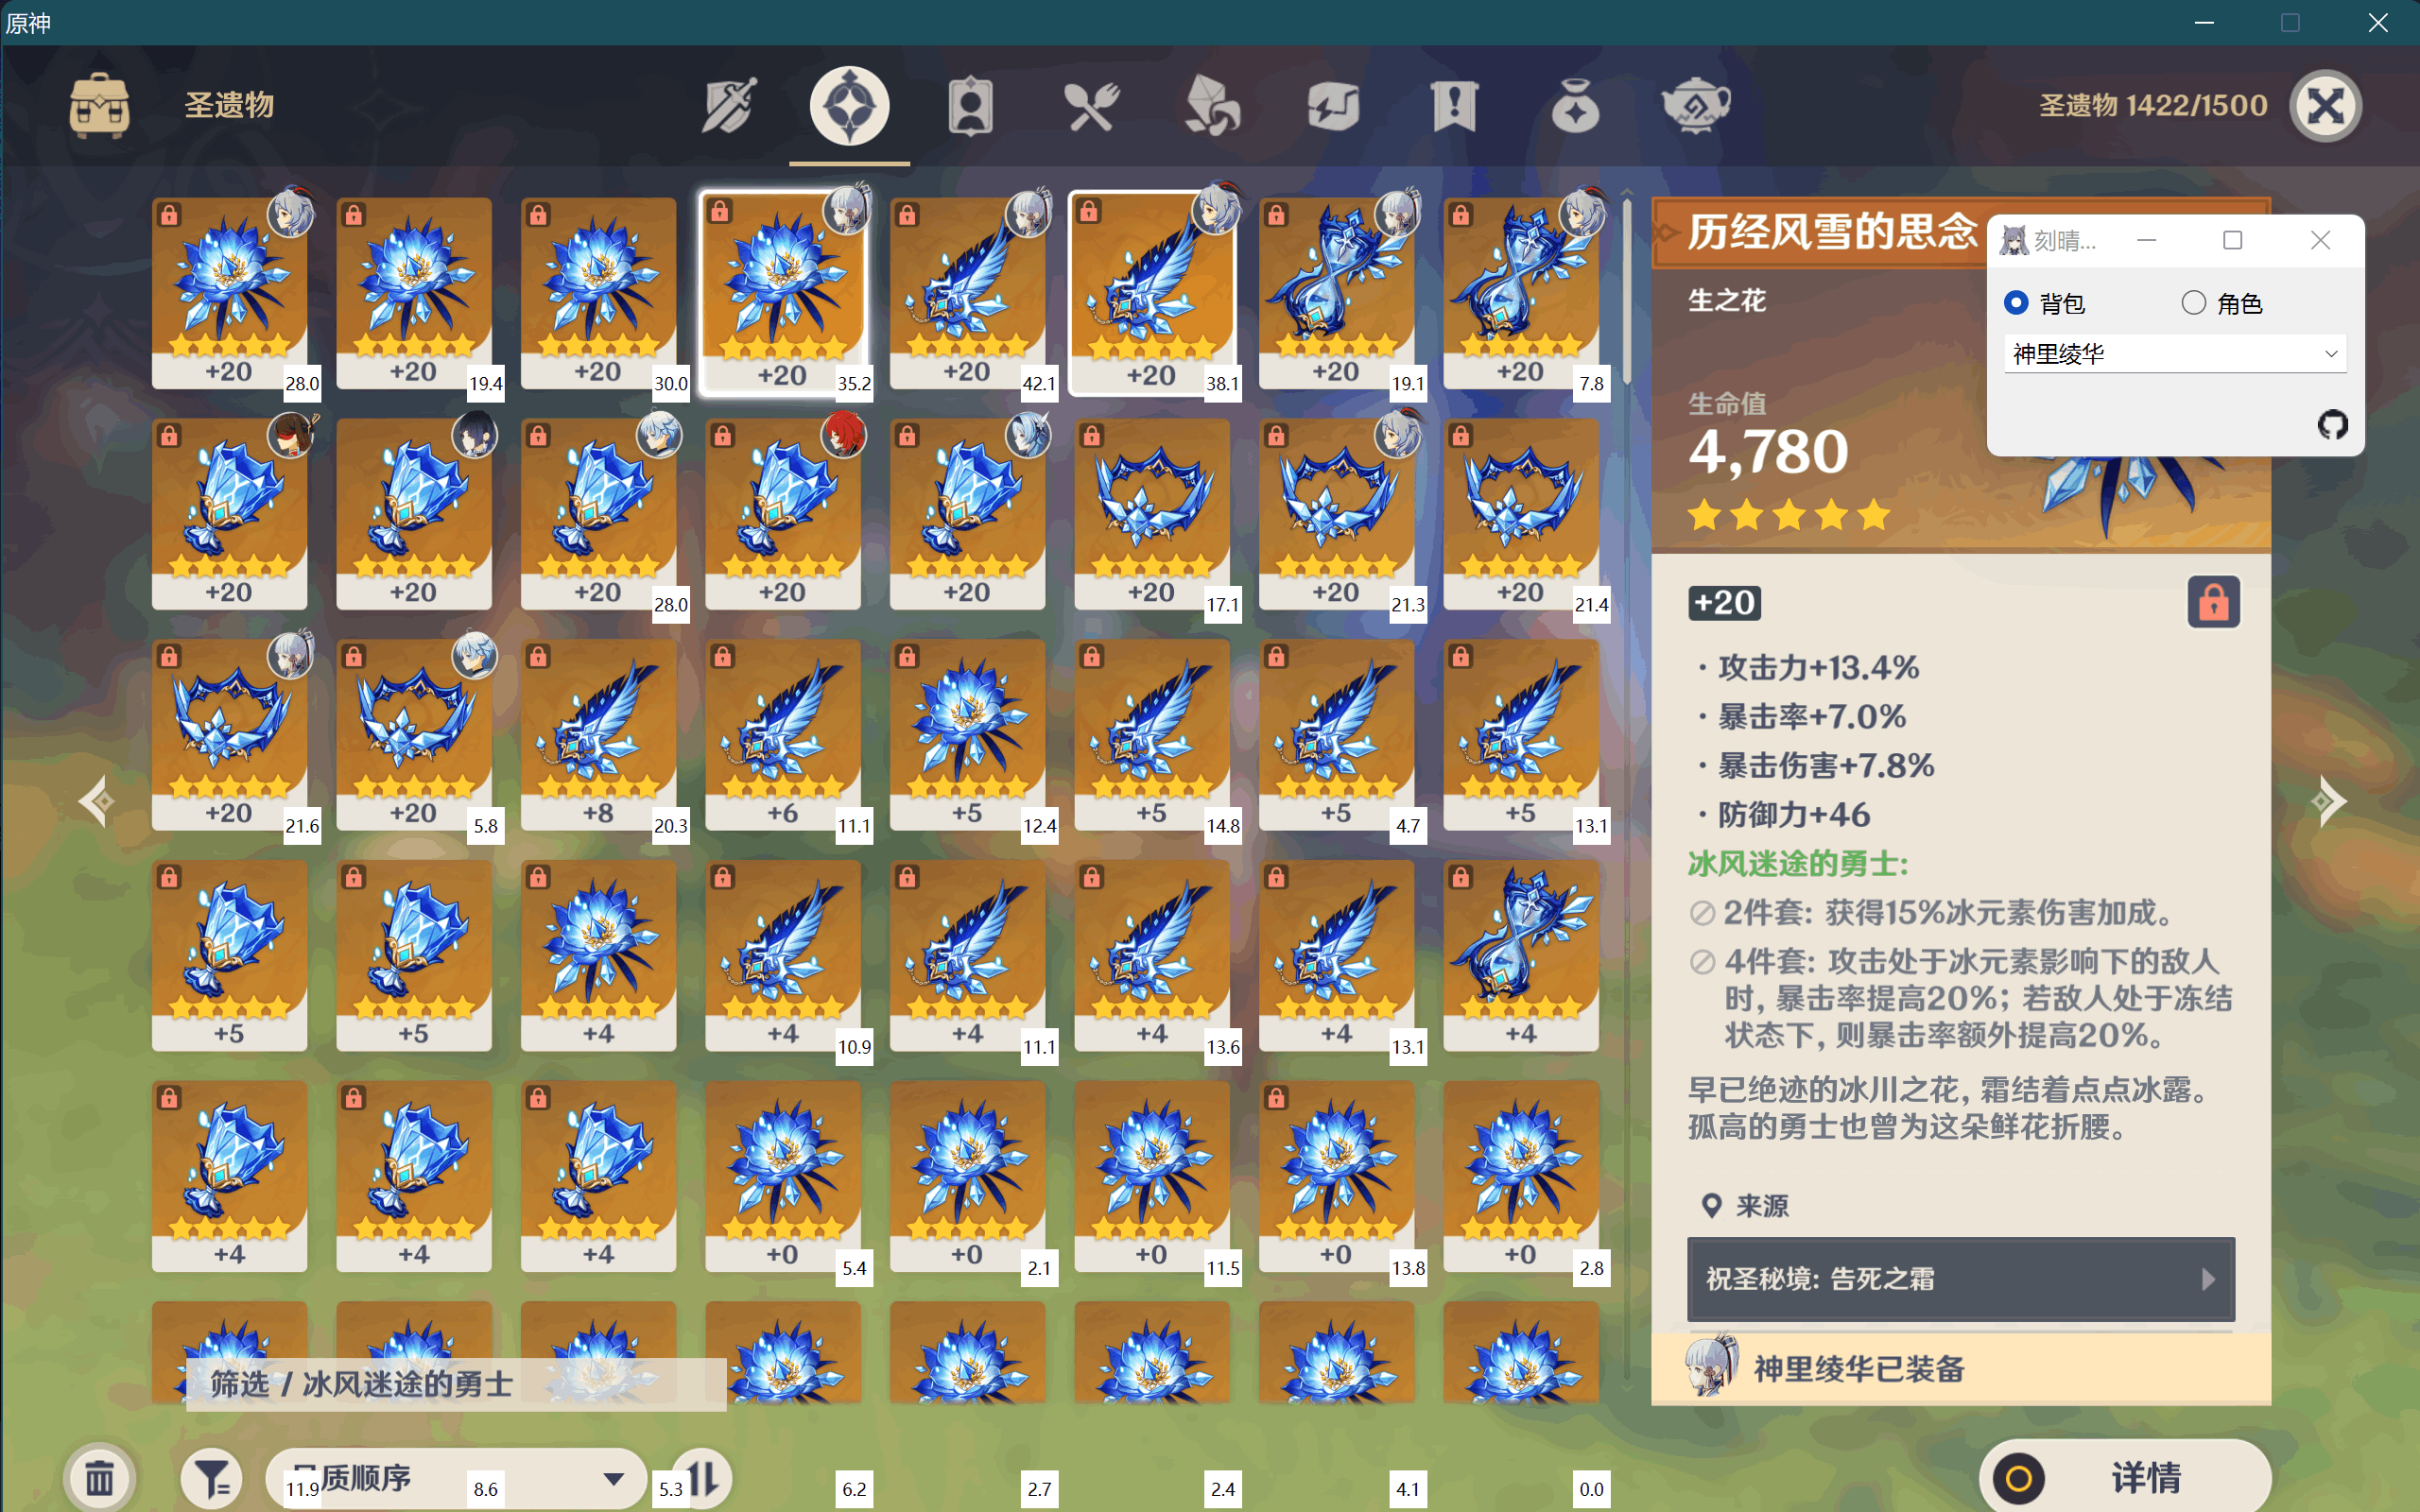 原神
圣遗物
圣遗物 1422/1500
+20 +20 +20 +20 +20 +20 +20 +20
28.0 19.4 30.0 35.2 42.1 38.1 19.1 7.8
+20 +20 +20 +20 +20 +20 +20 +20
28.0 17.1 21.3 21.4
+20 +20 +8 +6 +5 +5 +5 +5
21.6 5.8 20.3 11.1 12.4 14.8 4.7 13.1
+5 +5 +4 +4 +4 +4 +4 +4
10.9 11.1 13.6 13.1
+4 +4 +4 +0 +0 +0 +0 +0
5.4 2.1 11.5 13.8 2.8
筛选 / 冰风迷途的勇士
质顺序
11.9 8.6 5.3 6.2 2.7 2.4 4.1 0.0
历经风雪的思念
生之花
生命值
4,780
+20
·攻击力+13.4%
·暴击率+7.0%
·暴击伤害+7.8%
·防御力+46
冰风迷途的勇士:
2件套: 获得15%冰元素伤害加成。
4件套: 攻击处于冰元素影响下的敌人
时, 暴击率提高20%; 若敌人处于冻结
状态下, 则暴击率额外提高20%。
早已绝迹的冰川之花, 霜结着点点冰露。
孤高的勇士也曾为这朵鲜花折腰。
来源
祝圣秘境: 告死之霜
神里绫华已装备
详情
刻晴...
背包 角色
神里绫华